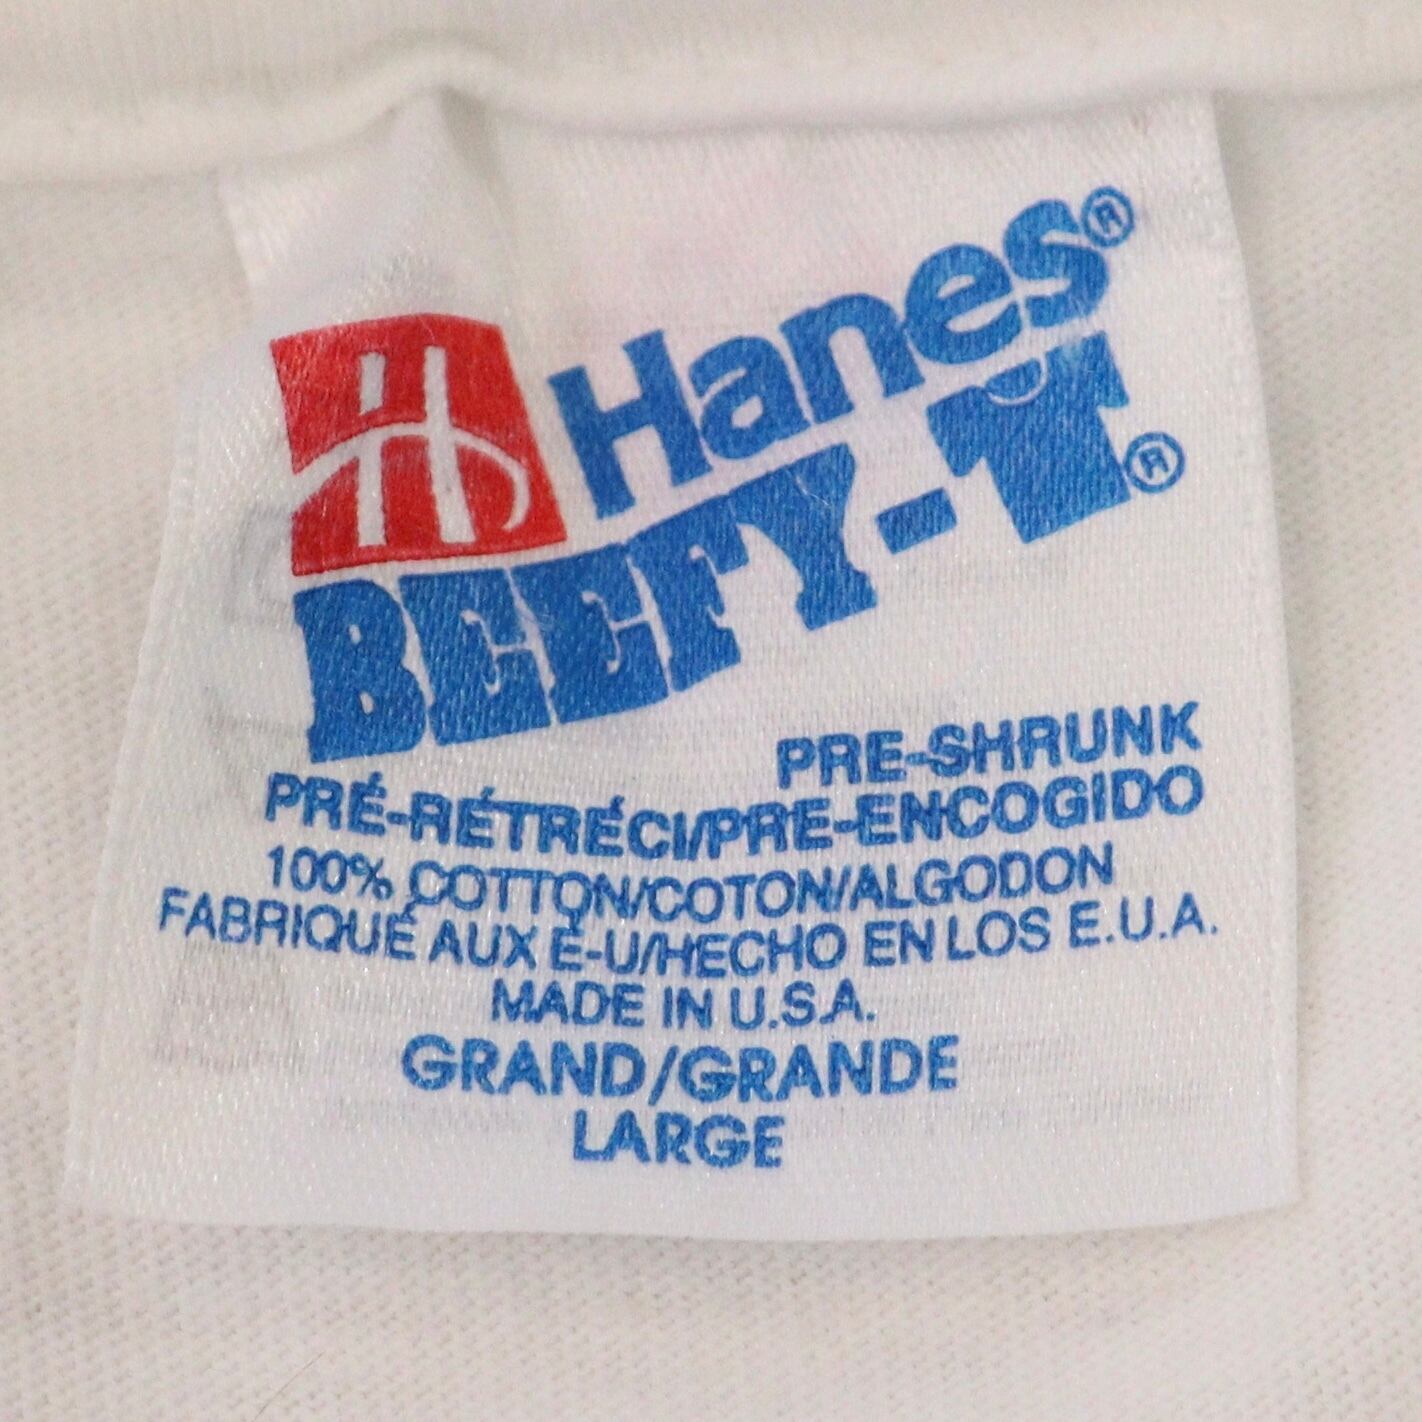 Hanes®
BEEFY-T®
PRE-SHRUNK
PRÉ-RÉTRÉCI/PRE-ENCOGIDO
100% COTTON/COTON/ALGODON
FABRIQUÉ AUX É-U/HECHO EN LOS E.U.A.
MADE IN U.S.A.
GRAND/GRANDE
LARGE